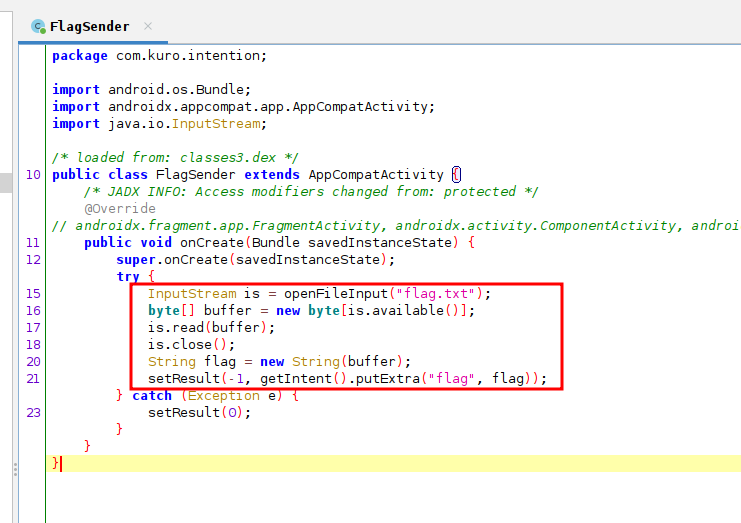 FlagSender
package com.kuro.intention;
import android.os.Bundle;
import androidx.appcompat.app.AppCompatActivity;
import java.io.InputStream;
/* loaded from: classes3.dex */
10 public class FlagSender extends AppCompatActivity {
/* JADX INFO: Access modifiers changed from: protected */
@Override
// androidx.fragment.app.FragmentActivity, androidx.activity.ComponentActivity, androi
11 public void onCreate(Bundle savedInstanceState) {
12 super.onCreate(savedInstanceState);
try {
15 InputStream is = openFileInput("flag.txt");
16 byte[] buffer = new byte[is.available()];
17 is.read(buffer);
18 is.close();
20 String flag = new String(buffer);
21 setResult(-1, getIntent().putExtra("flag", flag));
} catch (Exception e) {
23 setResult(0);
}
}
}